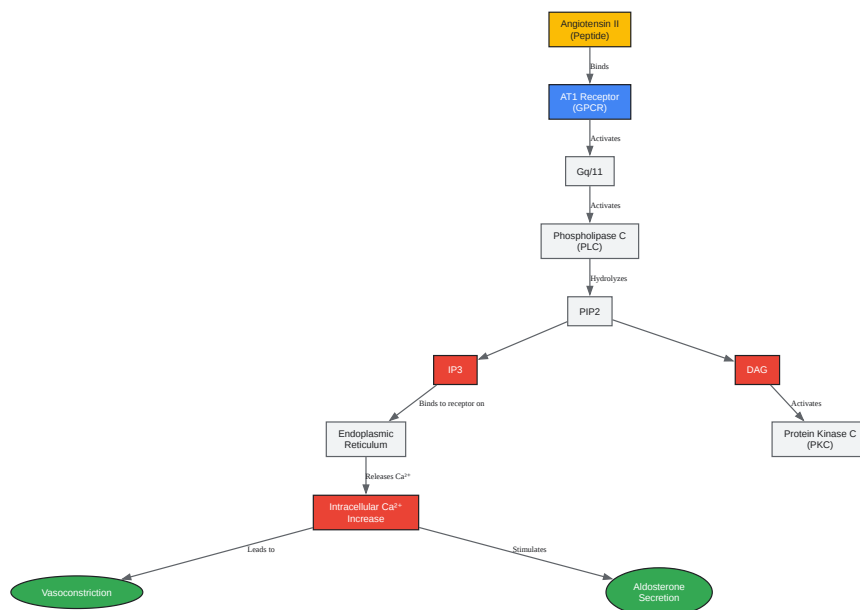 Angiotensin II
(Peptide)
Binds
AT1 Receptor
(GPCR)
Activates
Gq/11
Activates
Phospholipase C
(PLC)
Hydrolyzes
PIP2
IP3
DAG
Binds to receptor on
Activates
Endoplasmic
Reticulum
Protein Kinase C
(PKC)
Releases Ca²⁺
Intracellular Ca²⁺
Increase
Leads to
Stimulates
Vasoconstriction
Aldosterone
Secretion